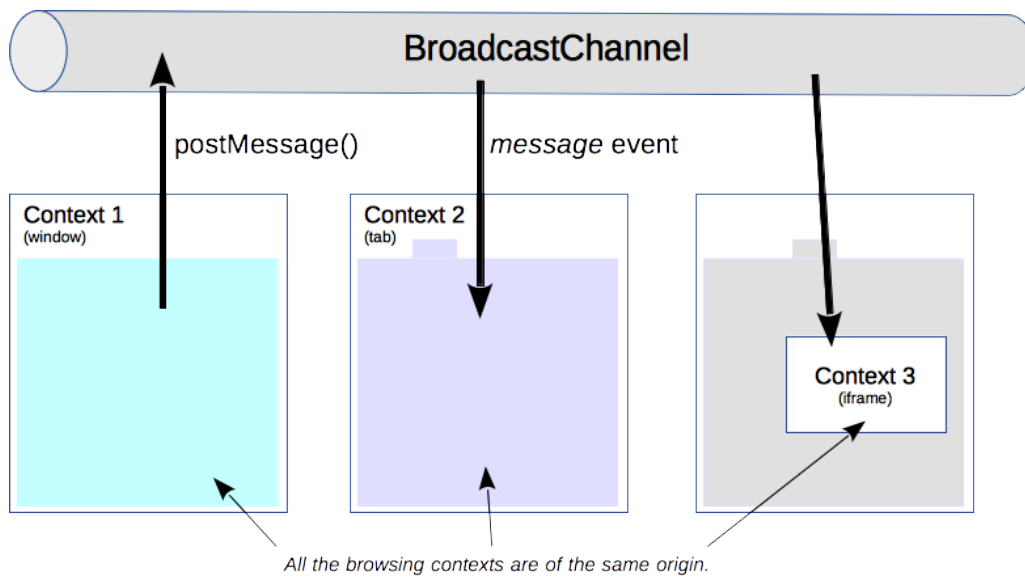 BroadcastChannel
postMessage()
message event
Context 1
(window)
Context 2
(tab)
Context 3
(iframe)
All the browsing contexts are of the same origin.